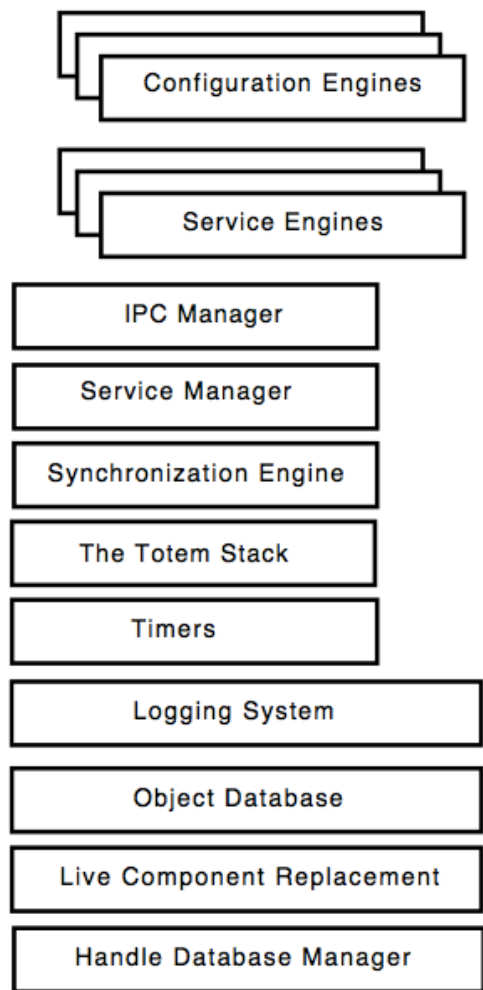 Configuration Engines
Service Engines
IPC Manager
Service Manager
Synchronization Engine
The Totem Stack
Timers
Logging System
Object Database
Live Component Replacement
Handle Database Manager